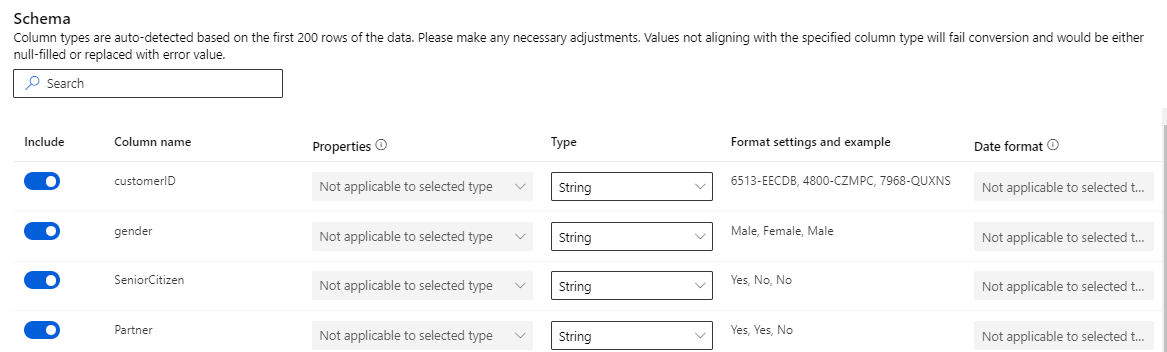 Schema
Column types are auto-detected based on the first 200 rows of the data. Please make any necessary adjustments. Values not aligning with the specified column type will fail conversion and would be either
null-filled or replaced with error value.
Search
Include Column name Properties Type Format settings and example Date format
customerID Not applicable to selected type String 6513-EECDB, 4800-CZMPC, 7968-QUXNS Not applicable to selected t...
gender Not applicable to selected type String Male, Female, Male Not applicable to selected t...
SeniorCitizen Not applicable to selected type String Yes, No, No Not applicable to selected t...
Partner Not applicable to selected type String Yes, Yes, No Not applicable to selected t...